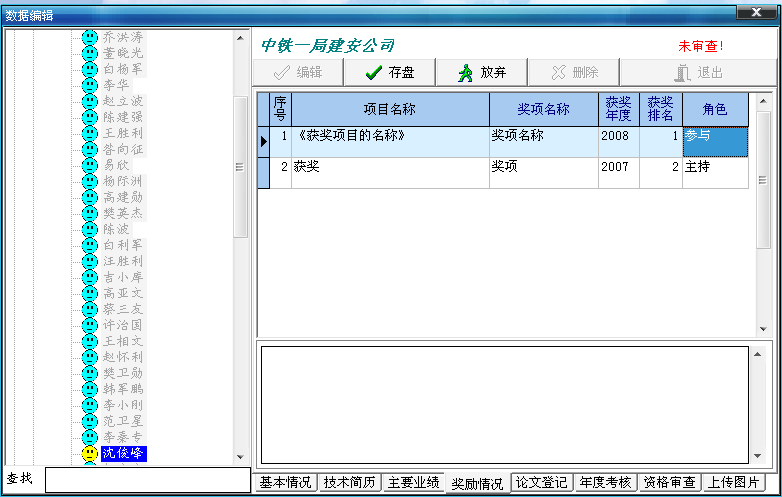 数据编辑
乔洪涛
董晓光
白杨军
李华
赵立波
陈建强
王胜利
昝向征
易欣
杨际洲
高建勋
樊英杰
陈波
白利军
汪胜利
吉小库
高亚文
蔡三友
许治国
王相文
赵怀利
樊卫勋
韩军鹏
李小刚
范卫星
李秦专
沈俊峰
查找
中铁一局建安公司 未审查!
编辑 存盘 放弃 删除 退出
序号 项目名称 奖项名称 获奖年度 获奖排名 角色
1 《获奖项目的名称》 奖项名称 2008 1 参与
2 获奖 奖项 2007 2 主持
基本情况 技术简历 主要业绩 奖励情况 论文登记 年度考核 资格审查 上传图片